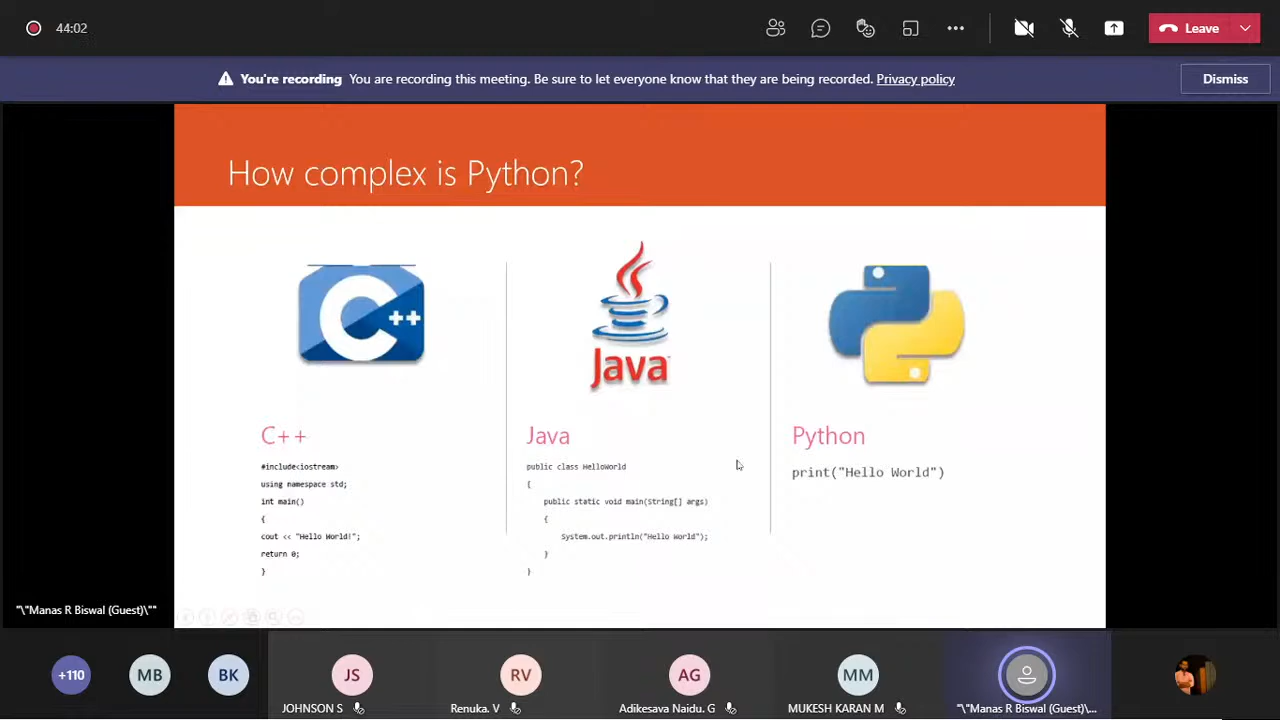 44:02
Leave
You're recording You are recording this meeting. Be sure to let everyone know that they are being recorded. Privacy policy
Dismiss
How complex is Python?
C++
Java
C++
#include<iostream>
using namespace std;
int main()
{
cout << "Hello World!";
return 0;
}
Java
public class HelloWorld
{
public static void main(String[] args)
{
System.out.println("Hello World");
}
}
Python
print("Hello World")
"\"Manas R Biswal (Guest)\""
+110
MB
BK
JS
JOHNSON S
RV
Renuka. V
AG
Adikesava Naidu. G
MM
MUKESH KARAN M
"\"Manas R Biswal (Guest)\...